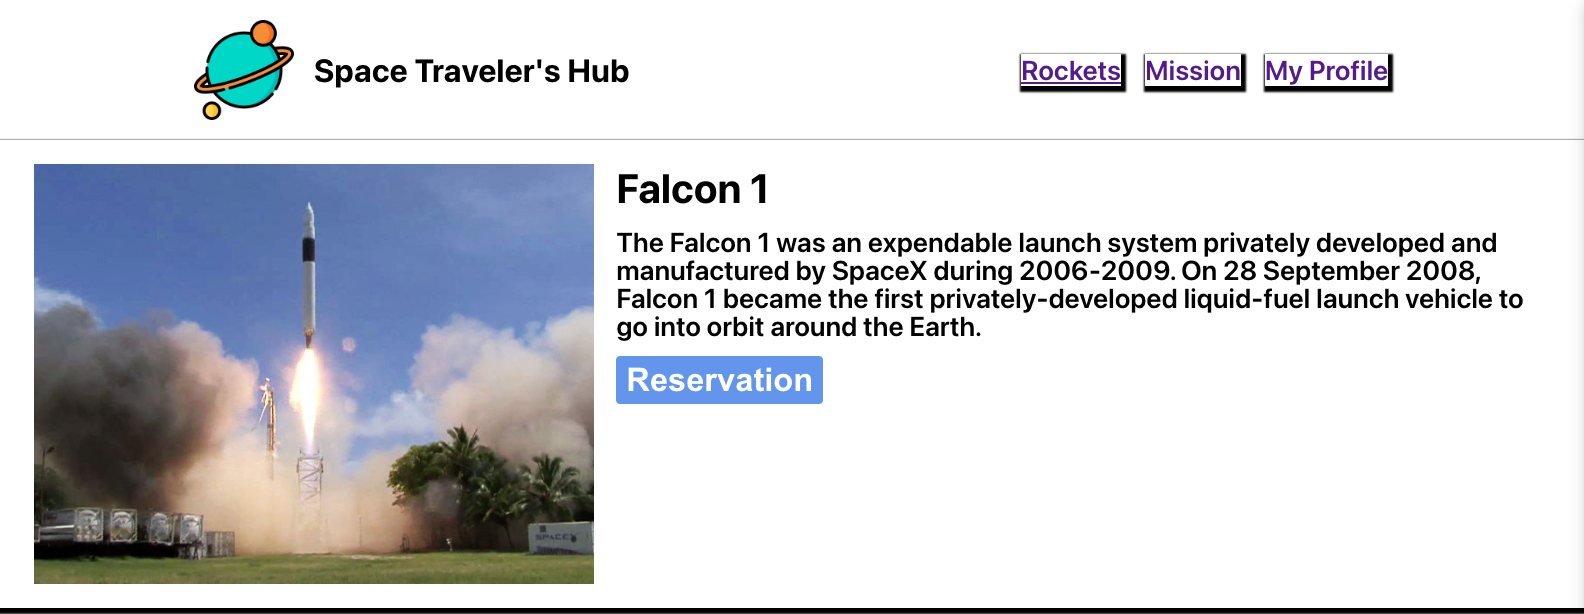 Space Traveler's Hub
Rockets Mission My Profile
Falcon 1
The Falcon 1 was an expendable launch system privately developed and
manufactured by SpaceX during 2006-2009. On 28 September 2008,
Falcon 1 became the first privately-developed liquid-fuel launch vehicle to
go into orbit around the Earth.
Reservation
SPACEX